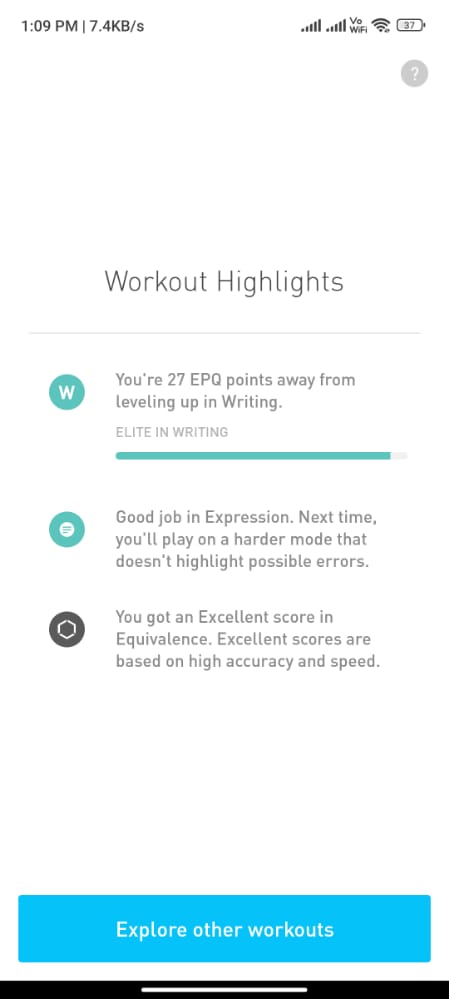 1:09 PM | 7.4KB/s
Vo
WiFi
37
?
Workout Highlights
W
You're 27 EPQ points away from
leveling up in Writing.
ELITE IN WRITING
Good job in Expression. Next time,
you'll play on a harder mode that
doesn't highlight possible errors.
You got an Excellent score in
Equivalence. Excellent scores are
based on high accuracy and speed.
Explore other workouts